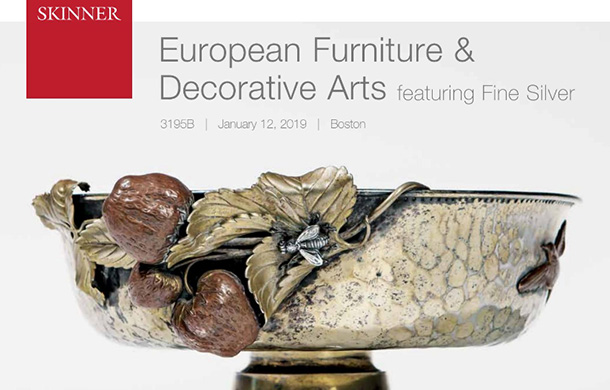 SKINNER
European Furniture &
Decorative Arts featuring Fine Silver
3195B | January 12, 2019 | Boston